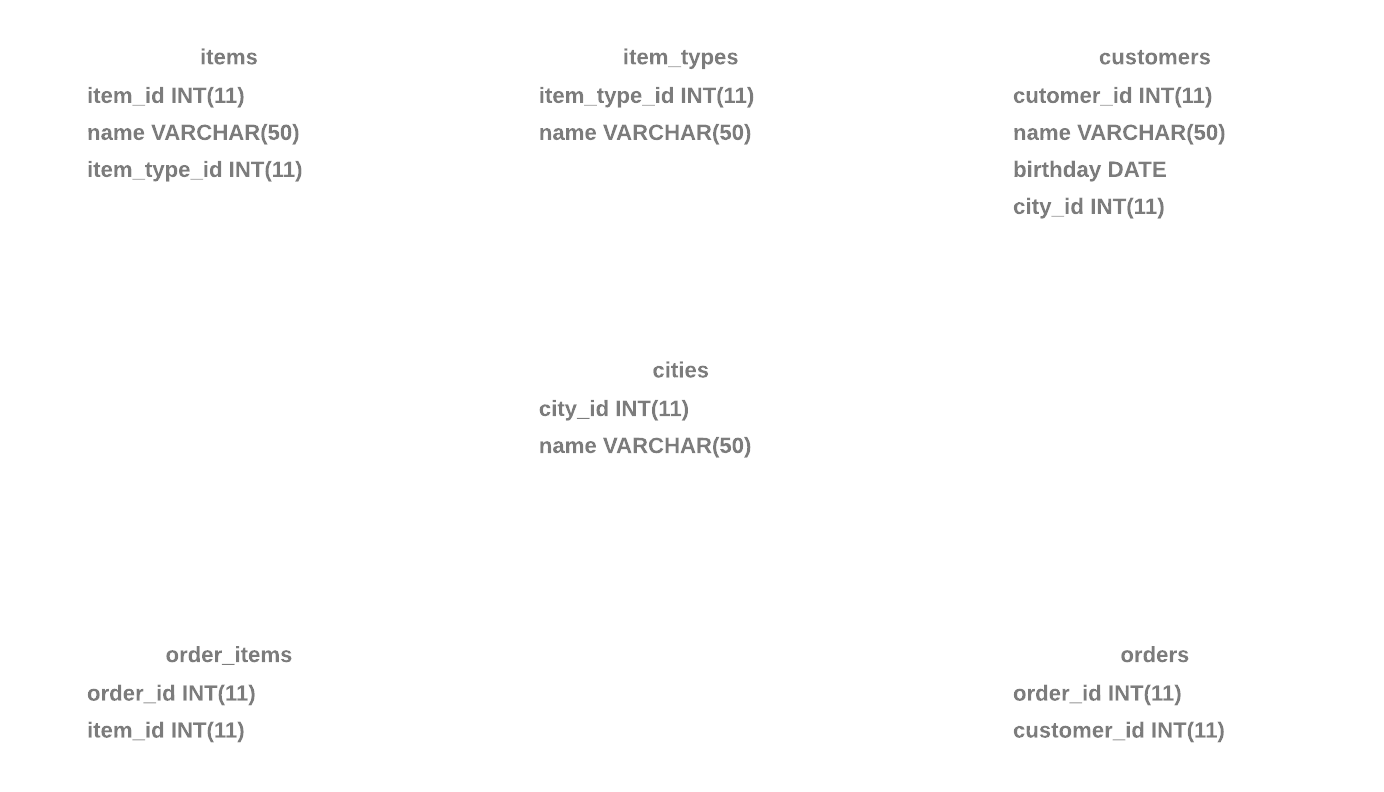 items
item_id INT(11)
name VARCHAR(50)
item_type_id INT(11)
item_types
item_type_id INT(11)
name VARCHAR(50)
customers
cutomer_id INT(11)
name VARCHAR(50)
birthday DATE
city_id INT(11)
cities
city_id INT(11)
name VARCHAR(50)
order_items
order_id INT(11)
item_id INT(11)
orders
order_id INT(11)
customer_id INT(11)